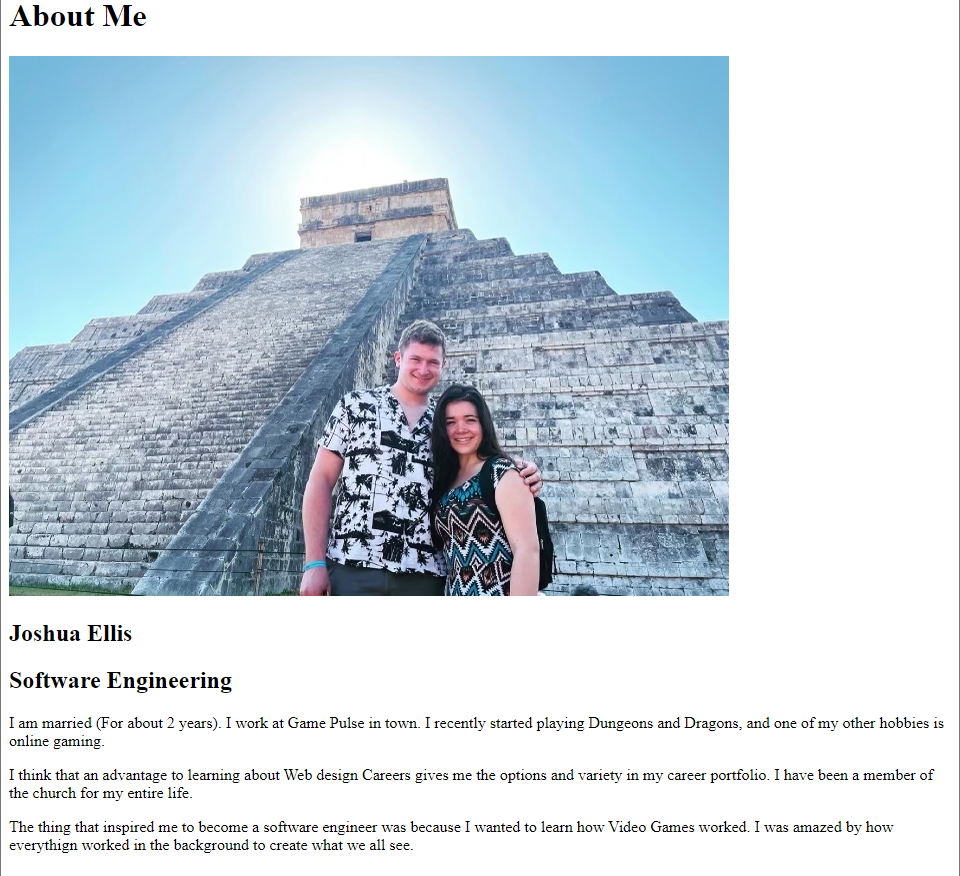 About Me
Joshua Ellis
Software Engineering
I am married (For about 2 years). I work at Game Pulse in town. I recently started playing Dungeons and Dragons, and one of my other hobbies is
online gaming.
I think that an advantage to learning about Web design Careers gives me the options and variety in my career portfolio. I have been a member of
the church for my entire life.
The thing that inspired me to become a software engineer was because I wanted to learn how Video Games worked. I was amazed by how
everythign worked in the background to create what we all see.